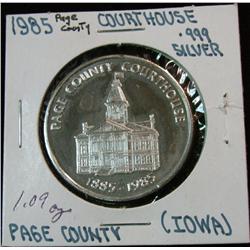 1985 Page County COURTHOUSE
.999
SILVER
PAGE COUNTY COURTHOUSE
1885-1985
1.09 oz
PAGE COUNTY (IOWA)